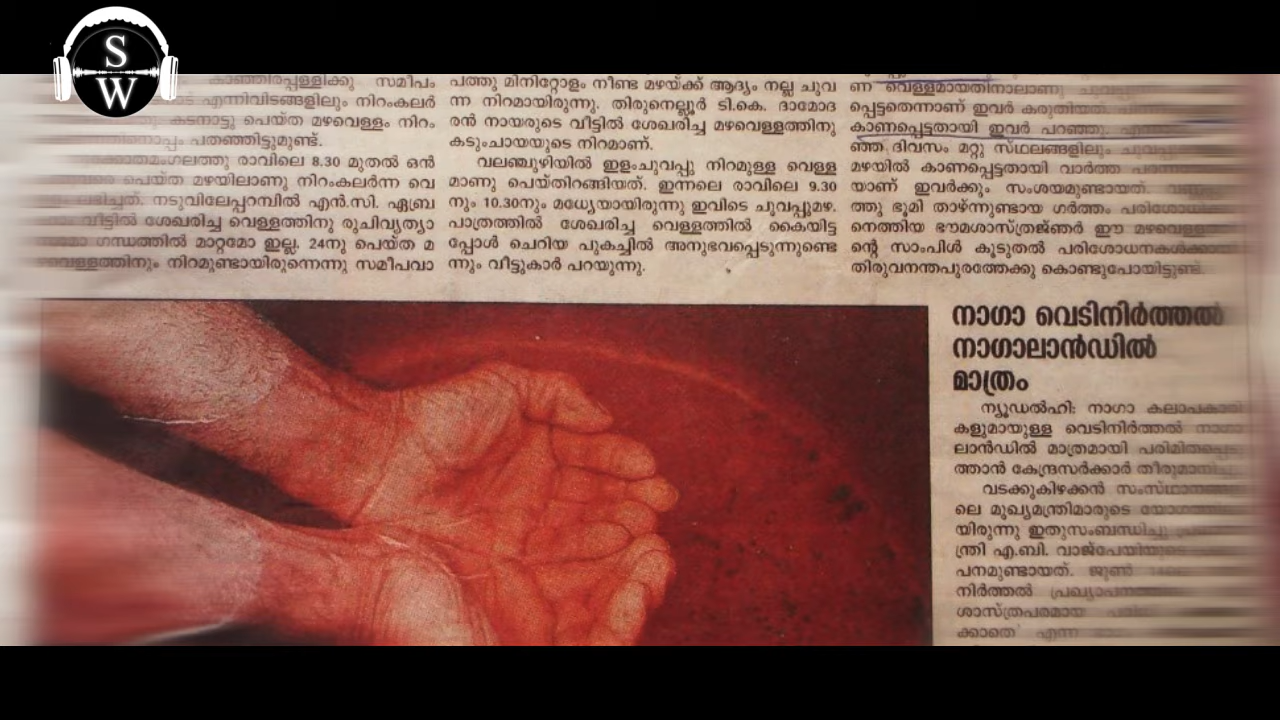 S
W
കാഞ്ഞിരപ്പള്ളിക്കു സമീപം
എന്നിവിടങ്ങളിലും നിറംകലർ
കടനാട്ടു പെയ്ത മഴവെള്ളം നിറം
പതഞ്ഞിട്ടുമുണ്ട്.
രാവിലെ 8.30 മുതൽ ഒൻ
പെയ്ത മഴയിലാണു നിറംകലർന്ന വെ
ലഭിച്ചത്. നടുവിലേപ്പറമ്പിൽ എൻ.സി. ഏബ്ര
വീട്ടിൽ ശേഖരിച്ച വെള്ളത്തിനു രുചിവ്യത്യാ
ഗന്ധത്തിൽ മാറ്റമോ ഇല്ല. 24നു പെയ്ത മ
നിറമുണ്ടായിരുന്നെന്നു സമീപവാ
പത്തു മിനിറ്റോളം നീണ്ട മഴയ്ക്ക് ആദ്യം നല്ല ചുവ
ന്ന നിറമായിരുന്നു. തിരുനെല്ലൂർ ടി.കെ. ദാമോദ
രൻ നായരുടെ വീട്ടിൽ ശേഖരിച്ച മഴവെള്ളത്തിനു
കടുംചായയുടെ നിറമാണ്.
വലഞ്ചുഴിയിൽ ഇളംചുവപ്പു നിറമുള്ള വെള്ള
മാണു പെയ്തിറങ്ങിയത്. ഇന്നലെ രാവിലെ 9.30
നും 10.30നും മധ്യേയായിരുന്നു ഇവിടെ ചുവപ്പുമഴ.
പാത്രത്തിൽ ശേഖരിച്ച വെള്ളത്തിൽ കൈയിട്ട
പ്പോൾ ചെറിയ പുകച്ചിൽ അനുഭവപ്പെടുന്നുണ്ടെ
ന്നും വീട്ടുകാർ പറയുന്നു.
ണ് വെള്ളമായതിനാലാണു
പ്പെട്ടതെന്നാണ് ഇവർ കരുതിയത്.
കാണപ്പെട്ടതായി ഇവർ പറഞ്ഞു.
ഞ്ഞ ദിവസം മറ്റു സ്ഥലങ്ങളിലും
മഴയിൽ കാണപ്പെട്ടതായി വാർത്ത
യാണ് ഇവർക്കും സംശയമുണ്ടായത്.
ത്തു ഭൂമി താഴ്ന്നുണ്ടായ ഗർത്തം
നെത്തിയ ഭൗമശാസ്ത്രജ്ഞർ ഈ
ന്റെ സാംപിൾ കൂടുതൽ പരിശോധനകൾക്കായി
തിരുവനന്തപുരത്തേക്കു കൊണ്ടുപോയിട്ടുണ്ട്.
നാഗാ വെടിനിർത്തൽ
നാഗാലാൻഡിൽ
മാത്രം
ന്യൂഡൽഹി: നാഗാ കലാപകാരി
കളുമായുള്ള വെടിനിർത്തൽ നാഗാ
ലാൻഡിൽ മാത്രമായി പരിമിതപ്പെടു
ത്താൻ കേന്ദ്രസർക്കാർ തീരുമാനിച്ചു.
വടക്കുകിഴക്കൻ
ലെ മുഖ്യമന്ത്രിമാരുടെ
യിരുന്നു ഇതുസംബന്ധിച്ചു
ന്ത്രി എ.ബി. വാജ്പേയിയുടെ
പനമുണ്ടായത്. ജൂൺ
നിർത്തൽ
ശാസ്ത്രപരമായ
ക്കാതെ എന്ന